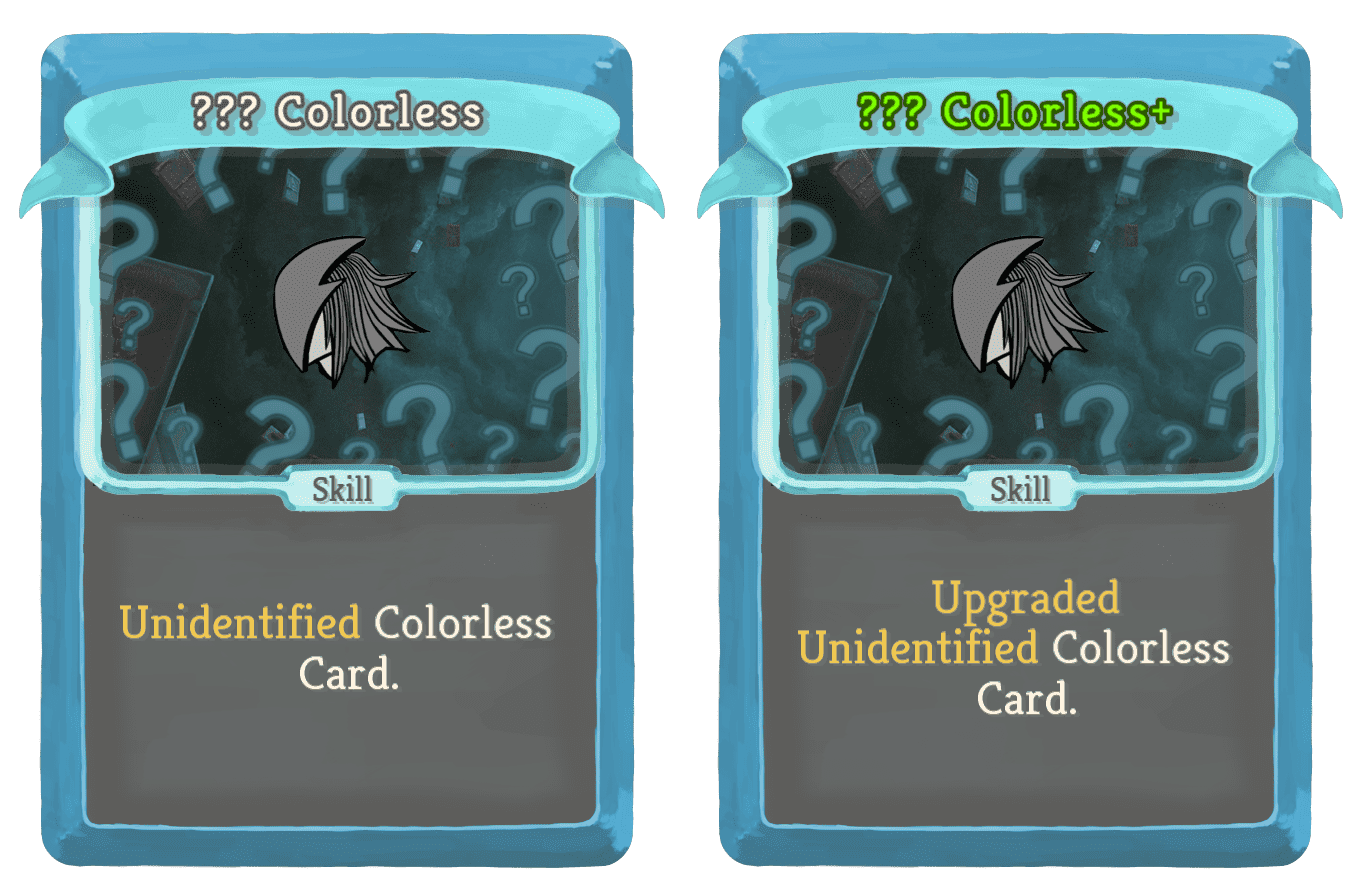 ??? Colorless
Skill
Unidentified Colorless
Card.
??? Colorless+
Skill
Upgraded
Unidentified Colorless
Card.